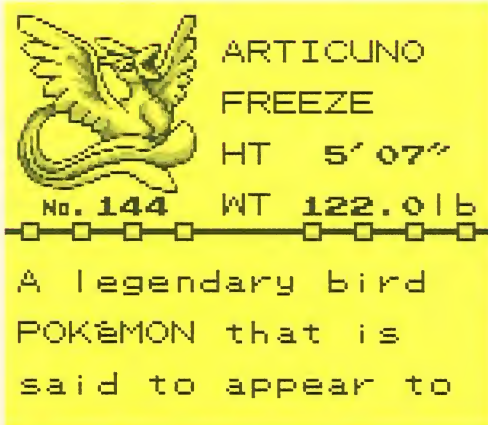 ARTICUNO
FREEZE
HT 5′07″
No.144 WT 122.0lb
A legendary bird
POKéMON that is
said to appear to